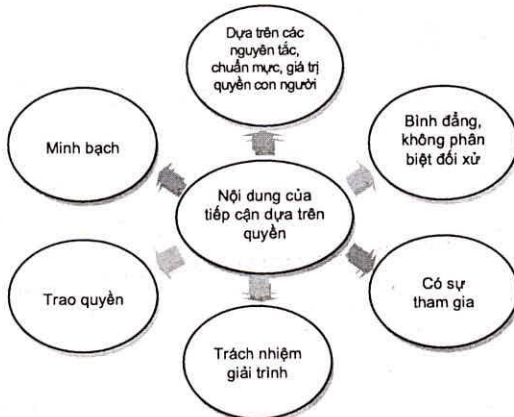 Dựa trên các
nguyên tắc,
chuẩn mực, giá trị
quyền con người
Bình đẳng,
không phân
biệt đối xử
Minh bạch
Nội dung của
tiếp cận dựa trên
quyền
Có sự
tham gia
Trao quyền
Trách nhiệm
giải trình